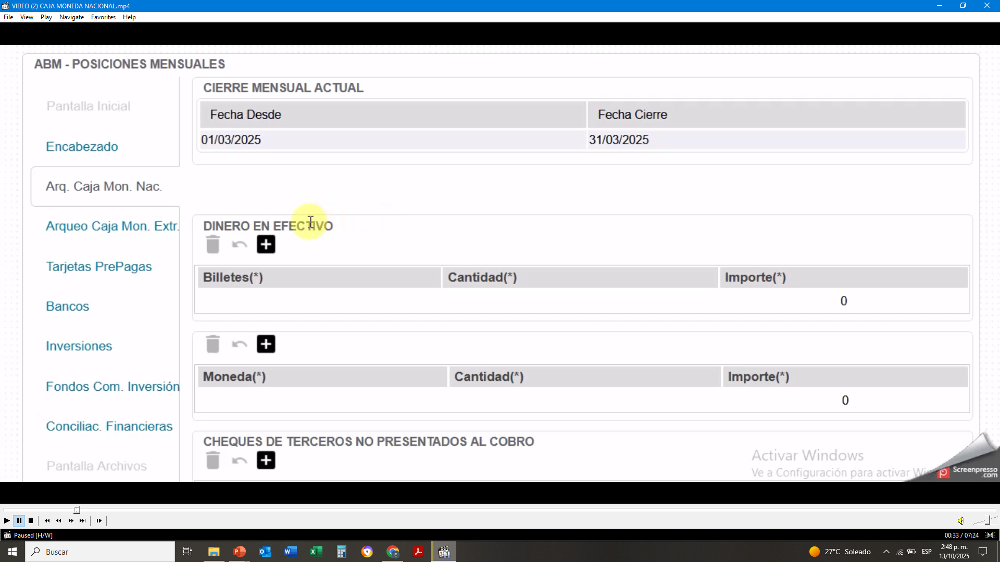 VIDEO (2) CAJA MONEDA NACIONAL.mp4
File View Play Navigate Favorites Help
ABM - POSICIONES MENSUALES
Pantalla Inicial
Encabezado
Arq. Caja Mon. Nac.
Arqueo Caja Mon. Extr.
Tarjetas PrePagas
Bancos
Inversiones
Fondos Com. Inversión
Conciliac. Financieras
Pantalla Archivos
CIERRE MENSUAL ACTUAL
Fecha Desde Fecha Cierre
01/03/2025 31/03/2025
DINERO EN EFECTIVO
Billetes(*) Cantidad(*) Importe(*)
0
Moneda(*) Cantidad(*) Importe(*)
0
CHEQUES DE TERCEROS NO PRESENTADOS AL COBRO
Activar Windows
Ve a Configuración para activar
Screenpresso
.com
Paused [H/W]
00:33 / 07:24
Buscar
27°C Soleado
ESP
2:48 p. m.
13/10/2025